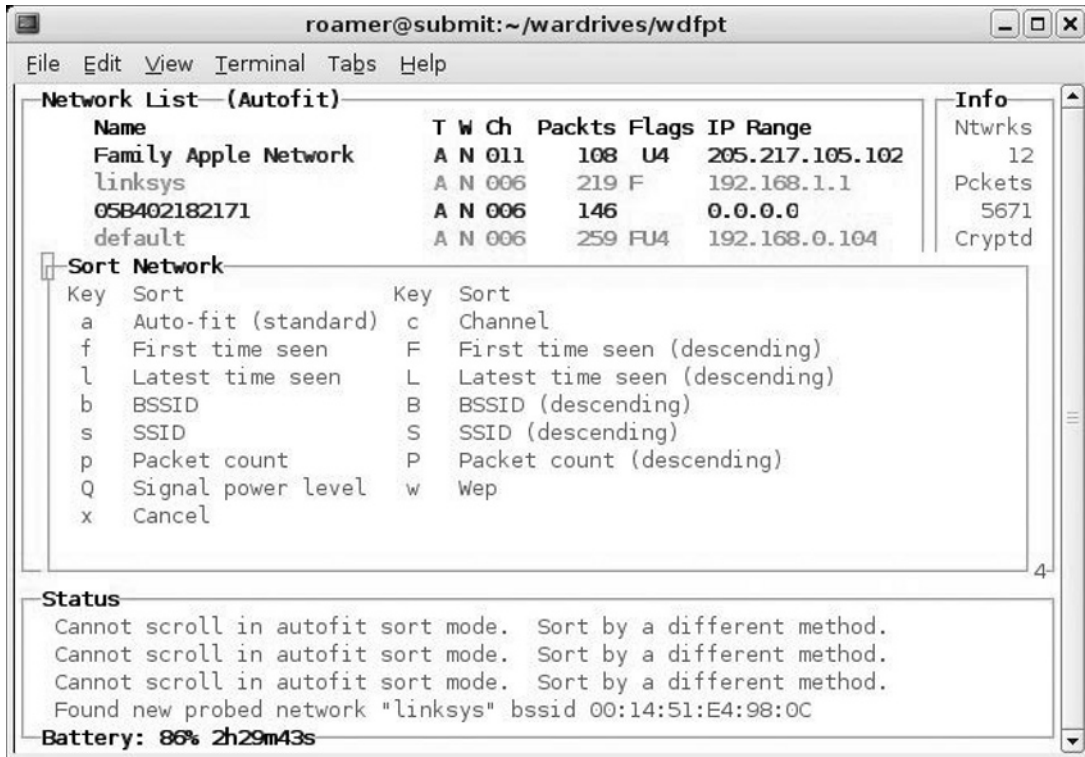 roamer@submit:~/wardrives/wdfpt
File Edit View Terminal Tabs Help
Network List—(Autofit) Info
Name T W Ch Packts Flags IP Range Ntwrks
Family Apple Network A N 011 108 U4 205.217.105.102 12
linksys A N 006 219 F 192.168.1.1 Pckets
05B402182171 A N 006 146 0.0.0.0 5671
default A N 006 259 FU4 192.168.0.104 Cryptd
Sort Network
Key Sort Key Sort
a Auto-fit (standard) c Channel
f First time seen F First time seen (descending)
l Latest time seen L Latest time seen (descending)
b BSSID B BSSID (descending)
s SSID S SSID (descending)
p Packet count P Packet count (descending)
Q Signal power level w Wep
x Cancel
4
Status
Cannot scroll in autofit sort mode. Sort by a different method.
Cannot scroll in autofit sort mode. Sort by a different method.
Cannot scroll in autofit sort mode. Sort by a different method.
Found new probed network "linksys" bssid 00:14:51:E4:98:0C
Battery: 86% 2h29m43s